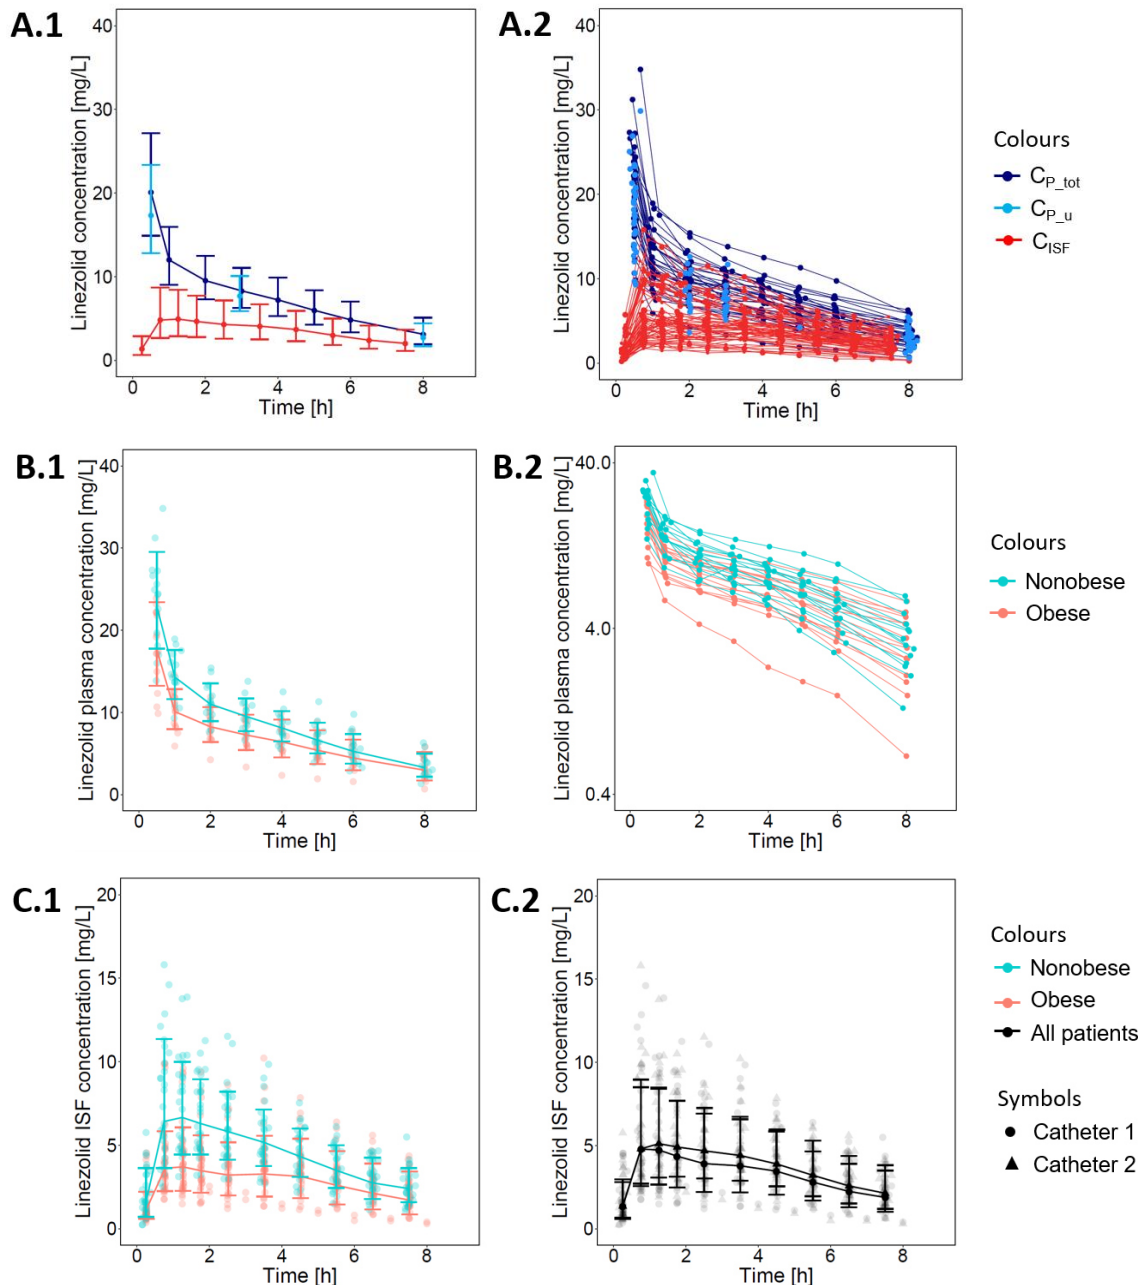 A.1
Linezolid concentration [mg/L]
40
30
20
10
0
0 2 4 6 8
Time [h]
A.2
Linezolid concentration [mg/L]
40
30
20
10
0
0 2 4 6 8
Time [h]
Colours
CP_tot
CP_u
CISF
B.1
Linezolid plasma concentration [mg/L]
40
30
20
10
0
0 2 4 6 8
Time [h]
B.2
Linezolid plasma concentration [mg/L]
40.0
4.0
0.4
0 2 4 6 8
Time [h]
Colours
Nonobese
Obese
C.1
Linezolid ISF concentration [mg/L]
20
15
10
5
0
0 2 4 6 8
Time [h]
C.2
Linezolid ISF concentration [mg/L]
20
15
10
5
0
0 2 4 6 8
Time [h]
Colours
Nonobese
Obese
All patients
Symbols
Catheter 1
Catheter 2